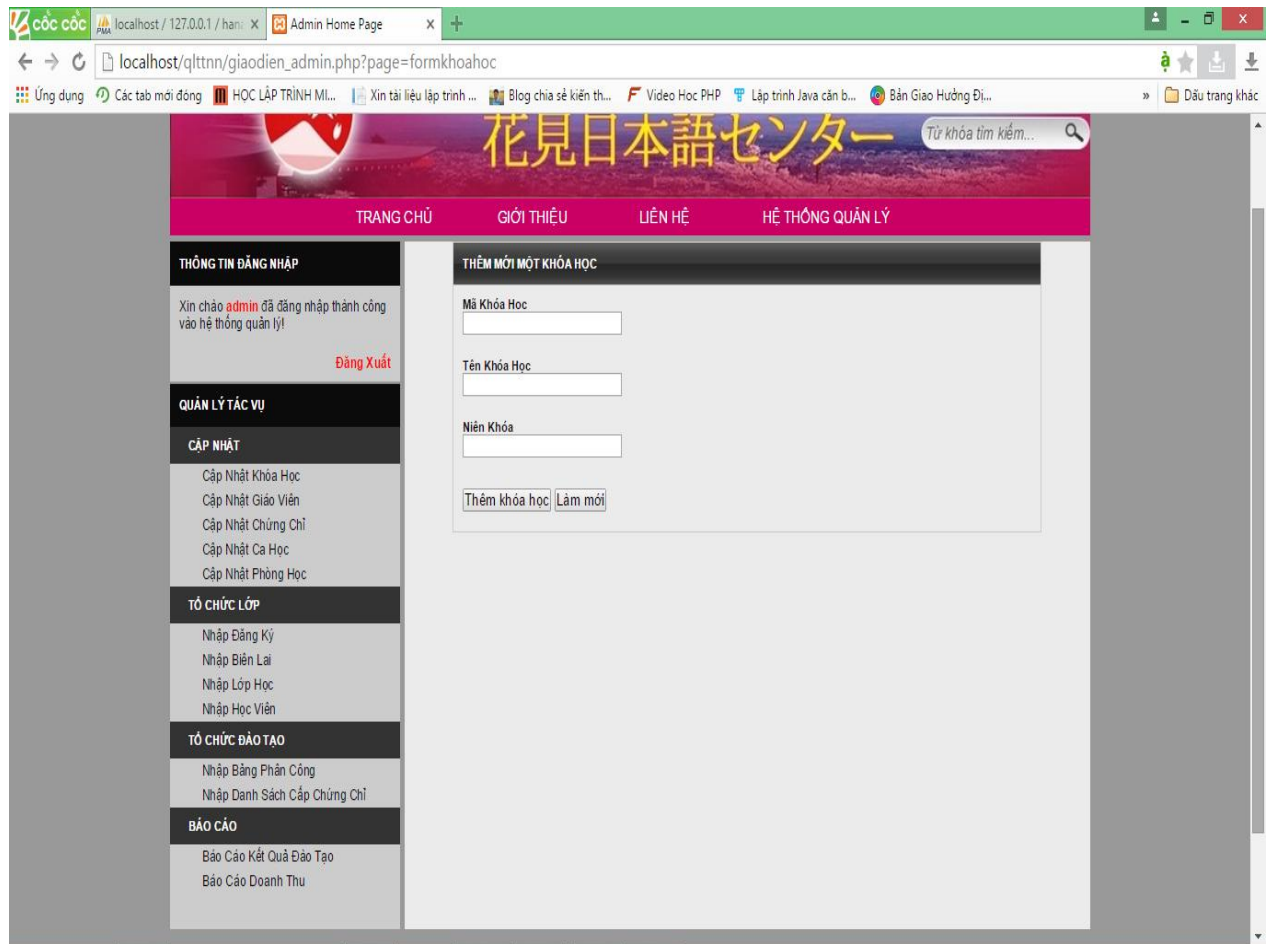 cốc cốc
localhost / 127.0.0.1 / han
Admin Home Page
localhost/qlttnn/giaodien_admin.php?page=formkhoahoc
Ứng dụng
Các tab mới đóng
HỌC LẬP TRÌNH MI...
Xin tài liệu lập trình ...
Blog chia sẻ kiến th...
Video Hoc PHP
Lập trình Java căn b...
Bản Giao Hưởng Đị...
»
Dấu trang khác
花見日本語センター
Từ khóa tìm kiếm...
TRANG CHỦ
GIỚI THIỆU
LIÊN HỆ
HỆ THỐNG QUẢN LÝ
THÔNG TIN ĐĂNG NHẬP
Xin chào admin đã đăng nhập thành công
vào hệ thống quản lý!
Đăng Xuất
QUẢN LÝ TÁC VỤ
CẬP NHẬT
Cập Nhật Khóa Học
Cập Nhật Giáo Viên
Cập Nhật Chứng Chỉ
Cập Nhật Ca Học
Cập Nhật Phòng Học
TỔ CHỨC LỚP
Nhập Đăng Ký
Nhập Biên Lai
Nhập Lớp Học
Nhập Học Viên
TỔ CHỨC ĐÀO TẠO
Nhập Bảng Phân Công
Nhập Danh Sách Cấp Chứng Chỉ
BÁO CÁO
Báo Cáo Kết Quả Đào Tạo
Báo Cáo Doanh Thu
THÊM MỚI MỘT KHÓA HỌC
Mã Khóa Hoc
Tên Khóa Học
Niên Khóa
Thêm khóa học
Làm mới